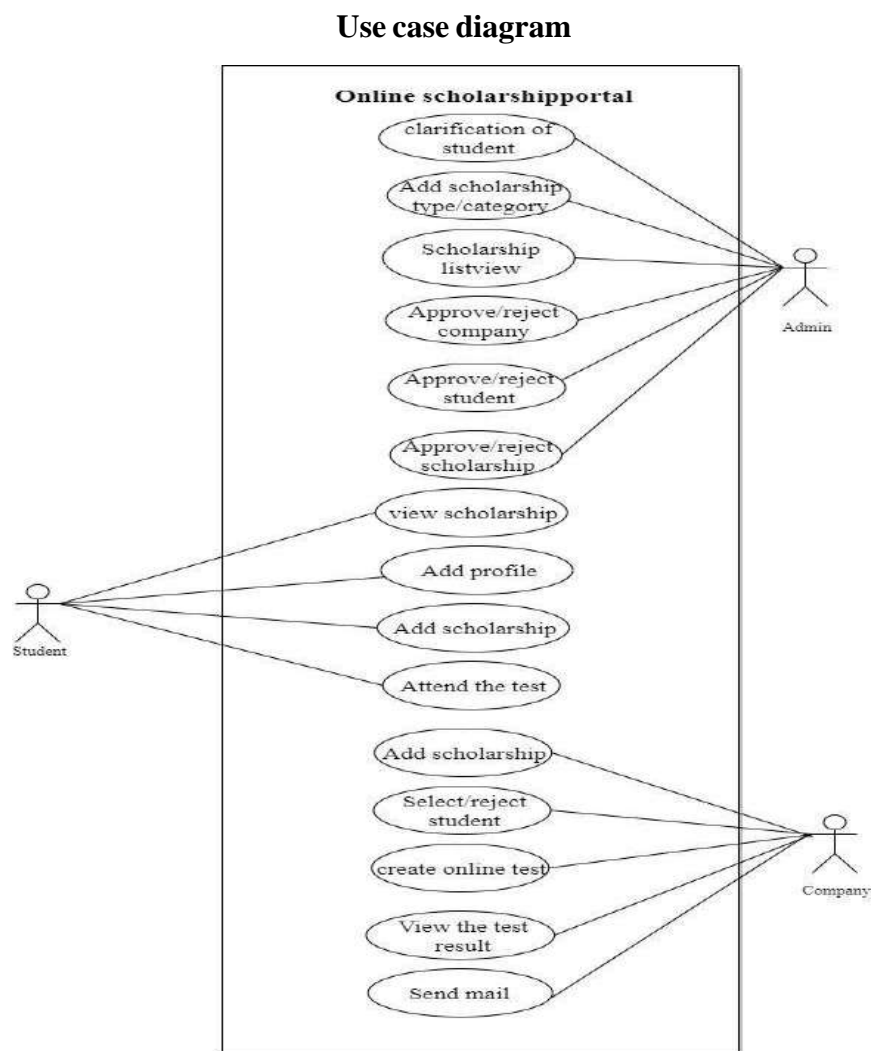 Use case diagram
Online scholarshipportal
clarification of
student
Add scholarship
type/category
Scholarship
listview
Approve/reject
company
Admin
Approve/reject
student
Approve/reject
scholarship
view scholarship
Add profile
Add scholarship
Student
Attend the test
Add scholarship
Select/reject
student
create online test
Company
View the test
result
Send mail